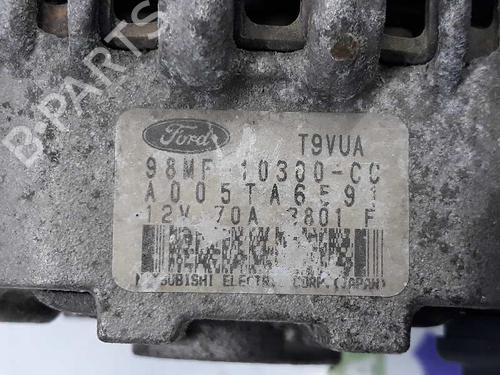 B-PARTS
Ford
T9VUA
98MF-10300-CC
A005TA6591
12V 70A 3801 F
MITSUBISHI ELECTRIC CORP.(JAPAN)